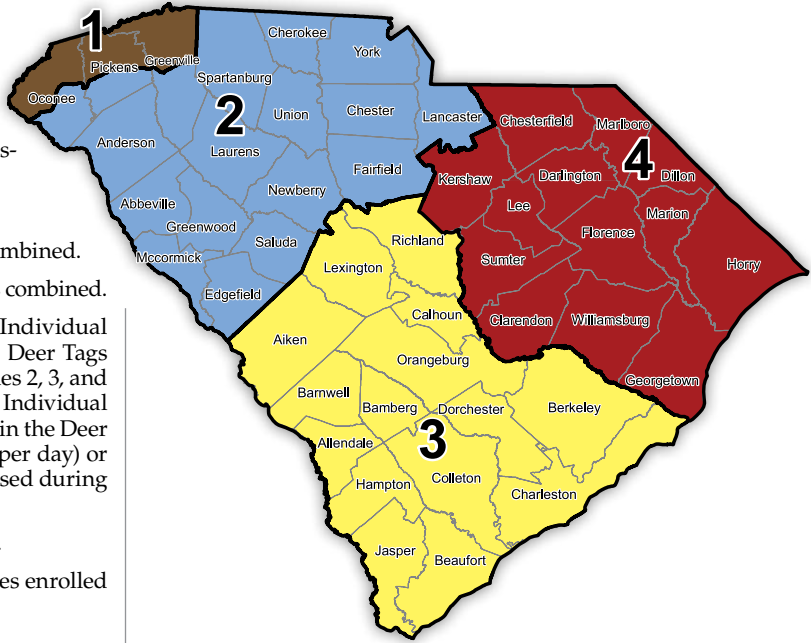 s-
mbined.
combined.
Individual
Deer Tags
es 2, 3, and
Individual
in the Deer
per day) or
sed during
.
es enrolled
1
Pickens
Greenville
Oconee
Cherokee
York
Spartanburg
2
Union
Chester
Lancaster
Anderson
Laurens
Fairfield
Newberry
Abbeville
Greenwood
Saluda
Mccormick
Edgefield
Chesterfield
Marlboro
4
Kershaw
Darlington
Dillon
Lee
Marion
Florence
Sumter
Horry
Clarendon
Williamsburg
Georgetown
Richland
Lexington
Calhoun
Aiken
Orangeburg
Barnwell
Bamberg
Dorchester
Berkeley
3
Allendale
Colleton
Hampton
Charleston
Jasper
Beaufort